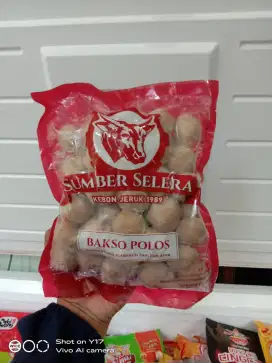 SUMBER SELERA
KEBON JERUK 1989
BAKSO POLOS
Shot on Y17
Vivo AI camera